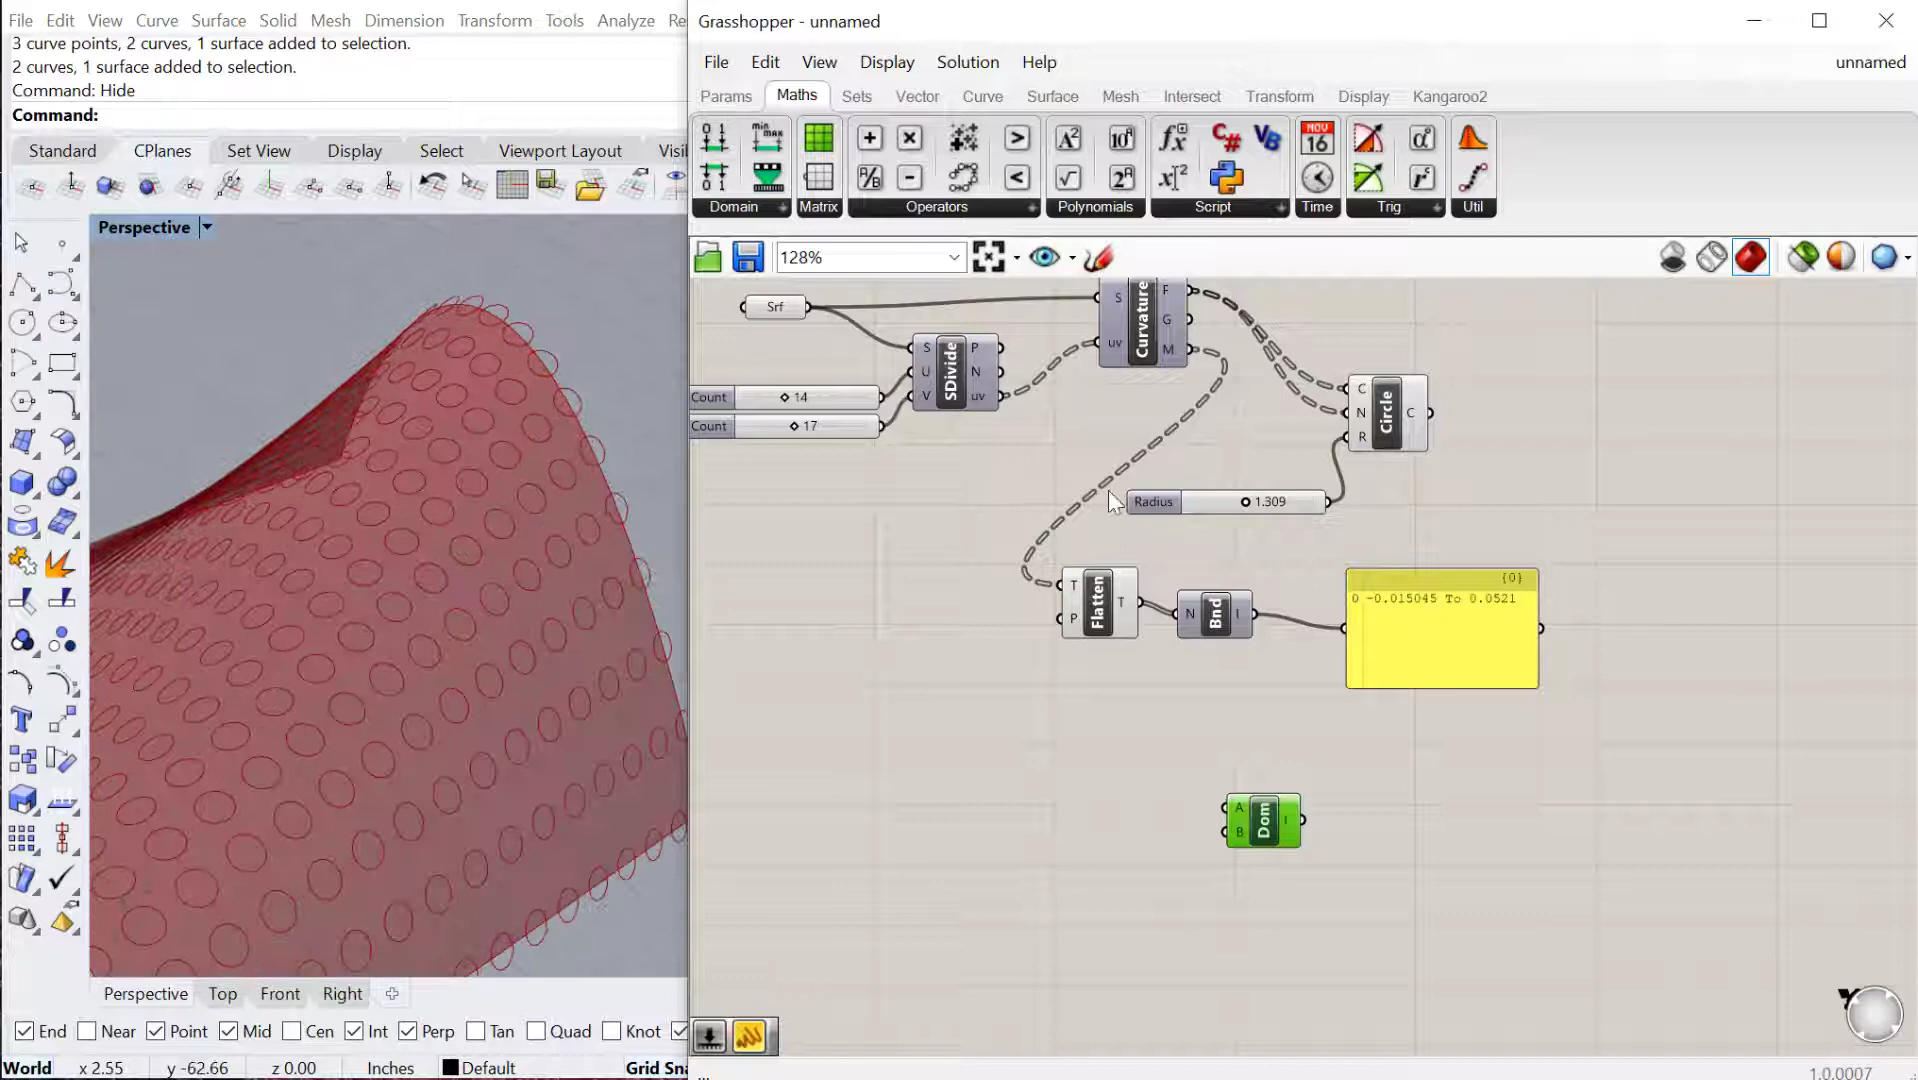 File Edit View Curve Surface Solid Mesh Dimension Transform Tools Analyze Re
3 curve points, 2 curves, 1 surface added to selection.
2 curves, 1 surface added to selection.
Command: Hide
Command:
Standard CPlanes Set View Display Select Viewport Layout Visi
Perspective
Perspective Top Front Right
End Near Point Mid Cen Int Perp Tan Quad Knot
World x 2.55 y -62.66 z 0.00 Inches Default Grid Sna
Grasshopper - unnamed
File Edit View Display Solution Help unnamed
Params Maths Sets Vector Curve Surface Mesh Intersect Transform Display Kangaroo2
Domain Matrix Operators Polynomials Script Time Trig Util
128%
Srf
S uv Curvature F G M
S U V SDivide P N uv
Count 14
Count 17
C N R Circle C
Radius 1.309
T P Flatten T
N Bnd I
{0}
0 -0.015045 To 0.0521
A B Dom I
1.0.0007